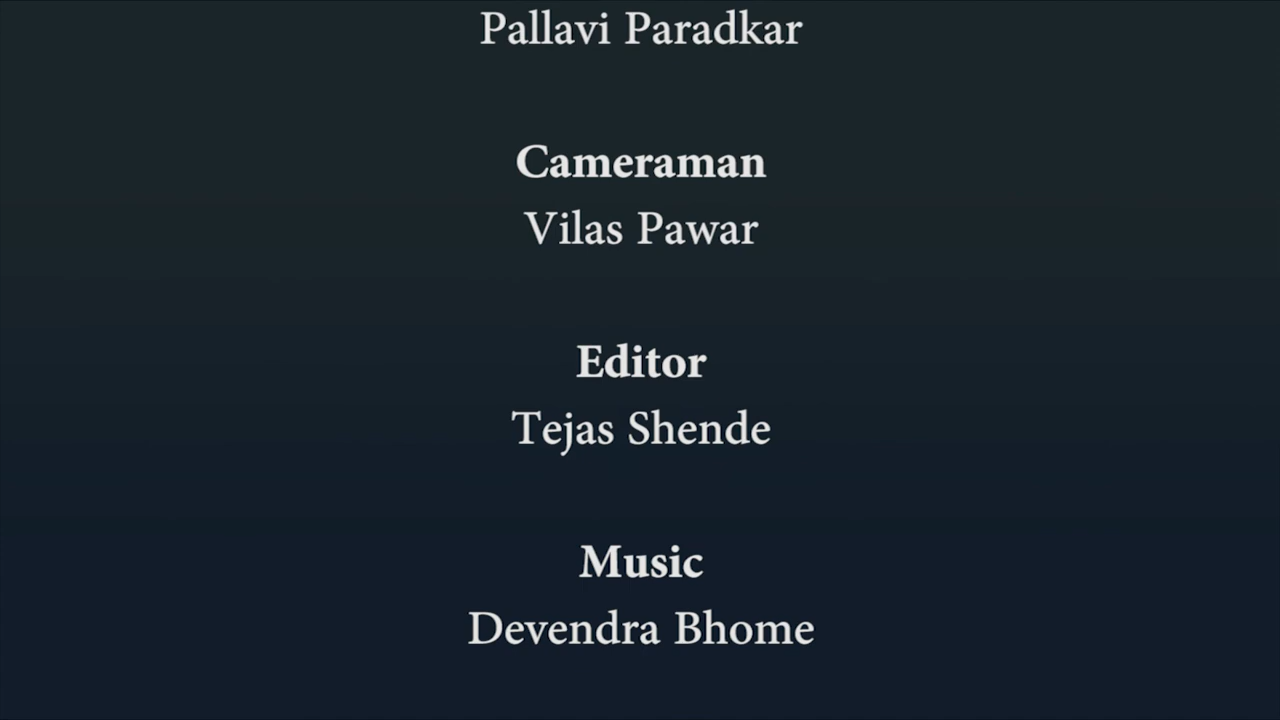 Pallavi Paradkar
Cameraman
Vilas Pawar
Editor
Tejas Shende
Music
Devendra Bhome